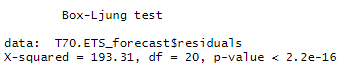 Box-Ljung test
data:  T70.ETS_forecast$residuals
X-squared = 193.31, df = 20, p-value < 2.2e-16